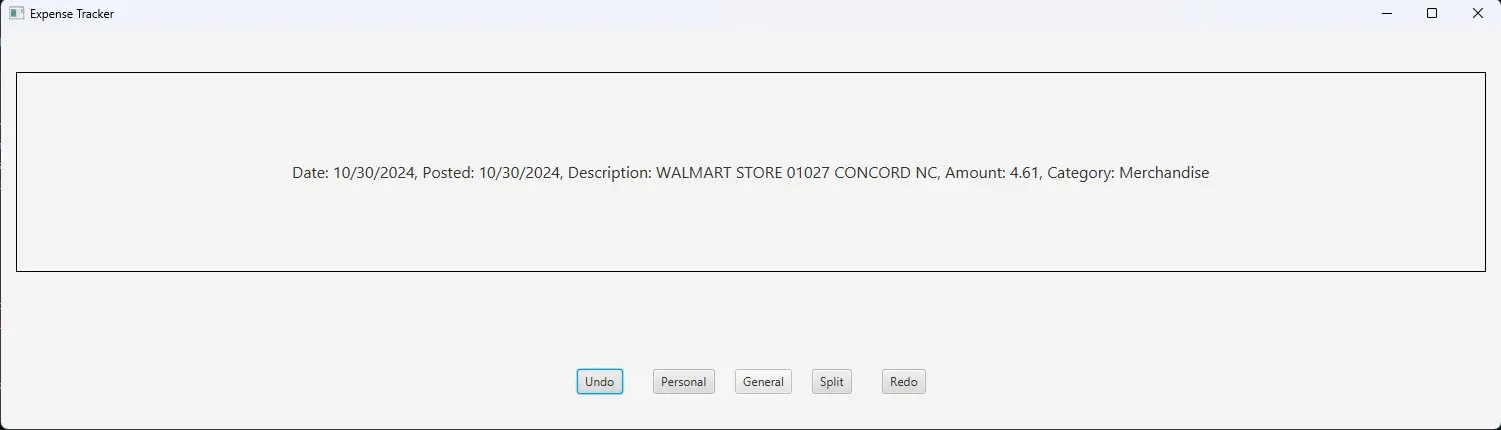 Expense Tracker
Date: 10/30/2024, Posted: 10/30/2024, Description: WALMART STORE 01027 CONCORD NC, Amount: 4.61, Category: Merchandise
Undo Personal General Split Redo